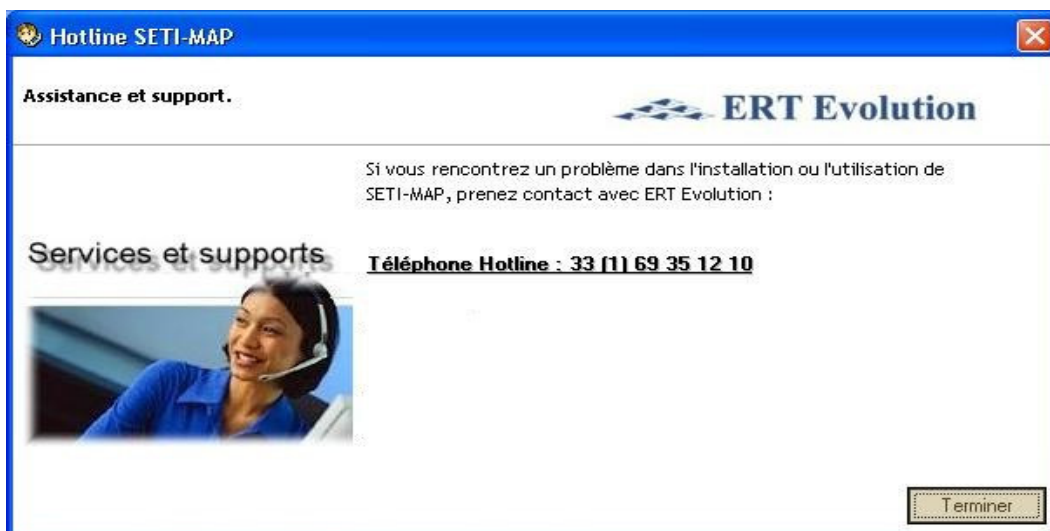 Hotline SETI-MAP
Assistance et support.
ERT Evolution
Si vous rencontrez un problème dans l'installation ou l'utilisation de
SETI-MAP, prenez contact avec ERT Evolution :
Services et supports
Téléphone Hotline : 33 (1) 69 35 12 10
Terminer